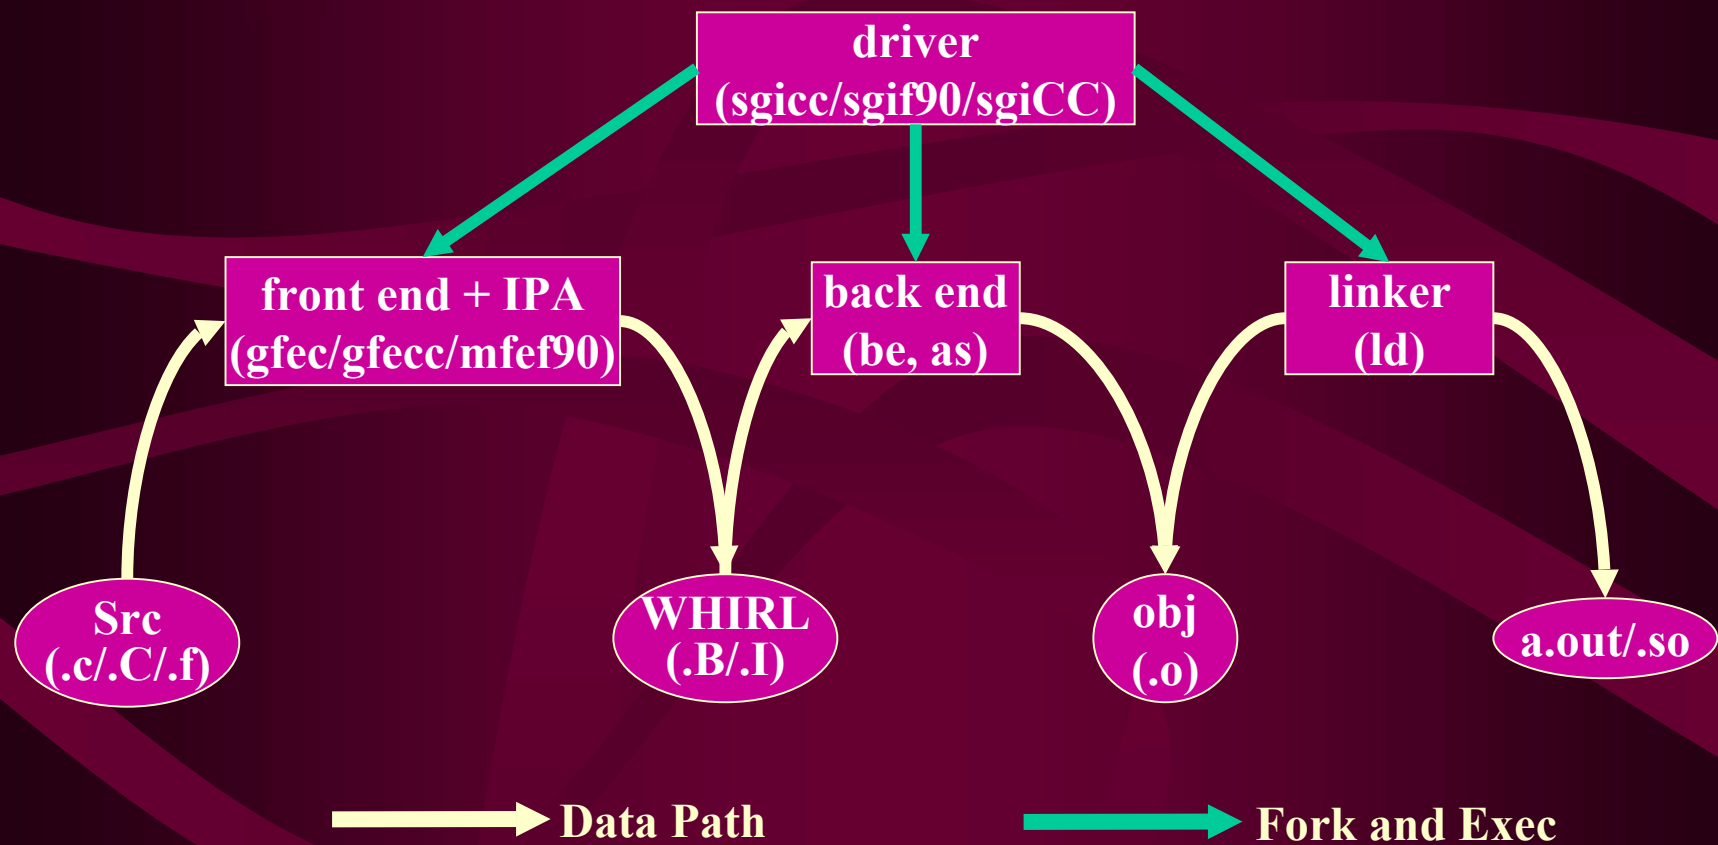 driver
(sgicc/sgif90/sgiCC)
front end + IPA
(gfec/gfecc/mfef90)
back end
(be, as)
linker
(ld)
Src
(.c/.C/.f)
WHIRL
(.B/.I)
obj
(.o)
a.out/.so
Data Path
Fork and Exec